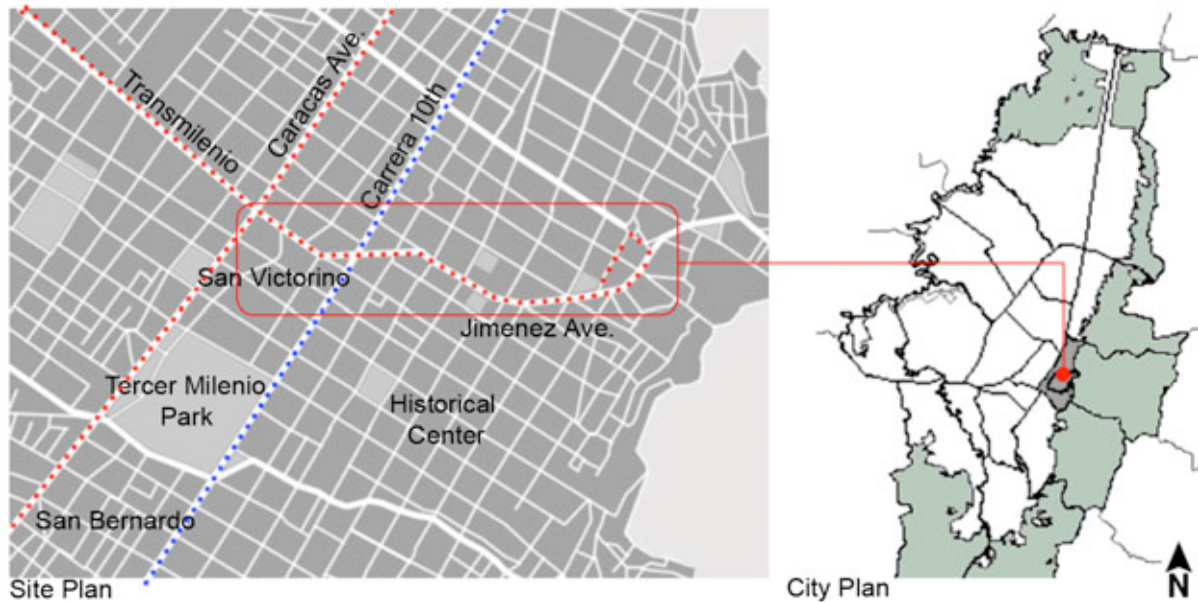 Transmilenio
Caracas Ave.
Carrera 10th
San Victorino
Jimenez Ave.
Tercer Milenio
Park
Historical
Center
San Bernardo
Site Plan
City Plan
N